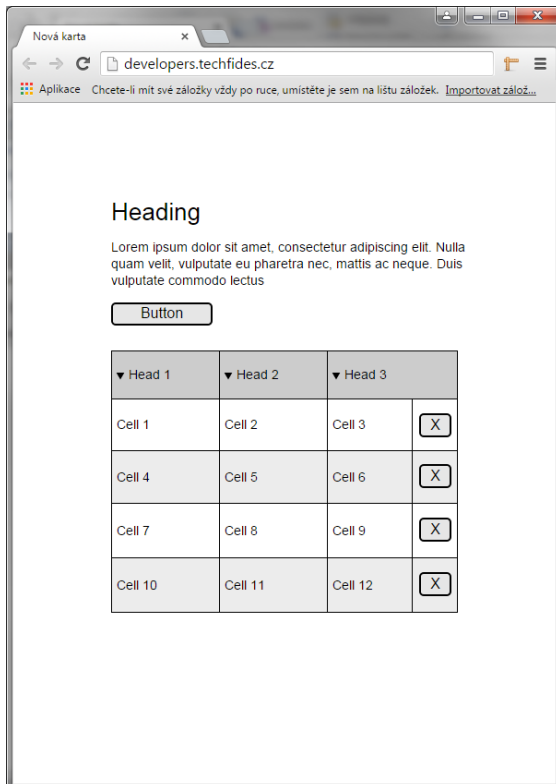 Nová karta
developers.techfides.cz
Aplikace Chcete-li mít své záložky vždy po ruce, umístěte je sem na lištu záložek. Importovat zálož...
Heading
Lorem ipsum dolor sit amet, consectetur adipiscing elit. Nulla
quam velit, vulputate eu pharetra nec, mattis ac neque. Duis
vulputate commodo lectus
Button
▼ Head 1 ▼ Head 2 ▼ Head 3
Cell 1 Cell 2 Cell 3 X
Cell 4 Cell 5 Cell 6 X
Cell 7 Cell 8 Cell 9 X
Cell 10 Cell 11 Cell 12 X